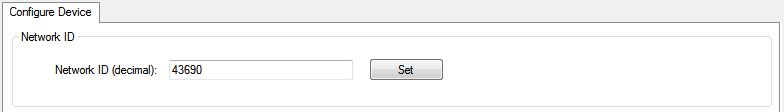 Configure Device
Network ID
Network ID (decimal): 43690 Set